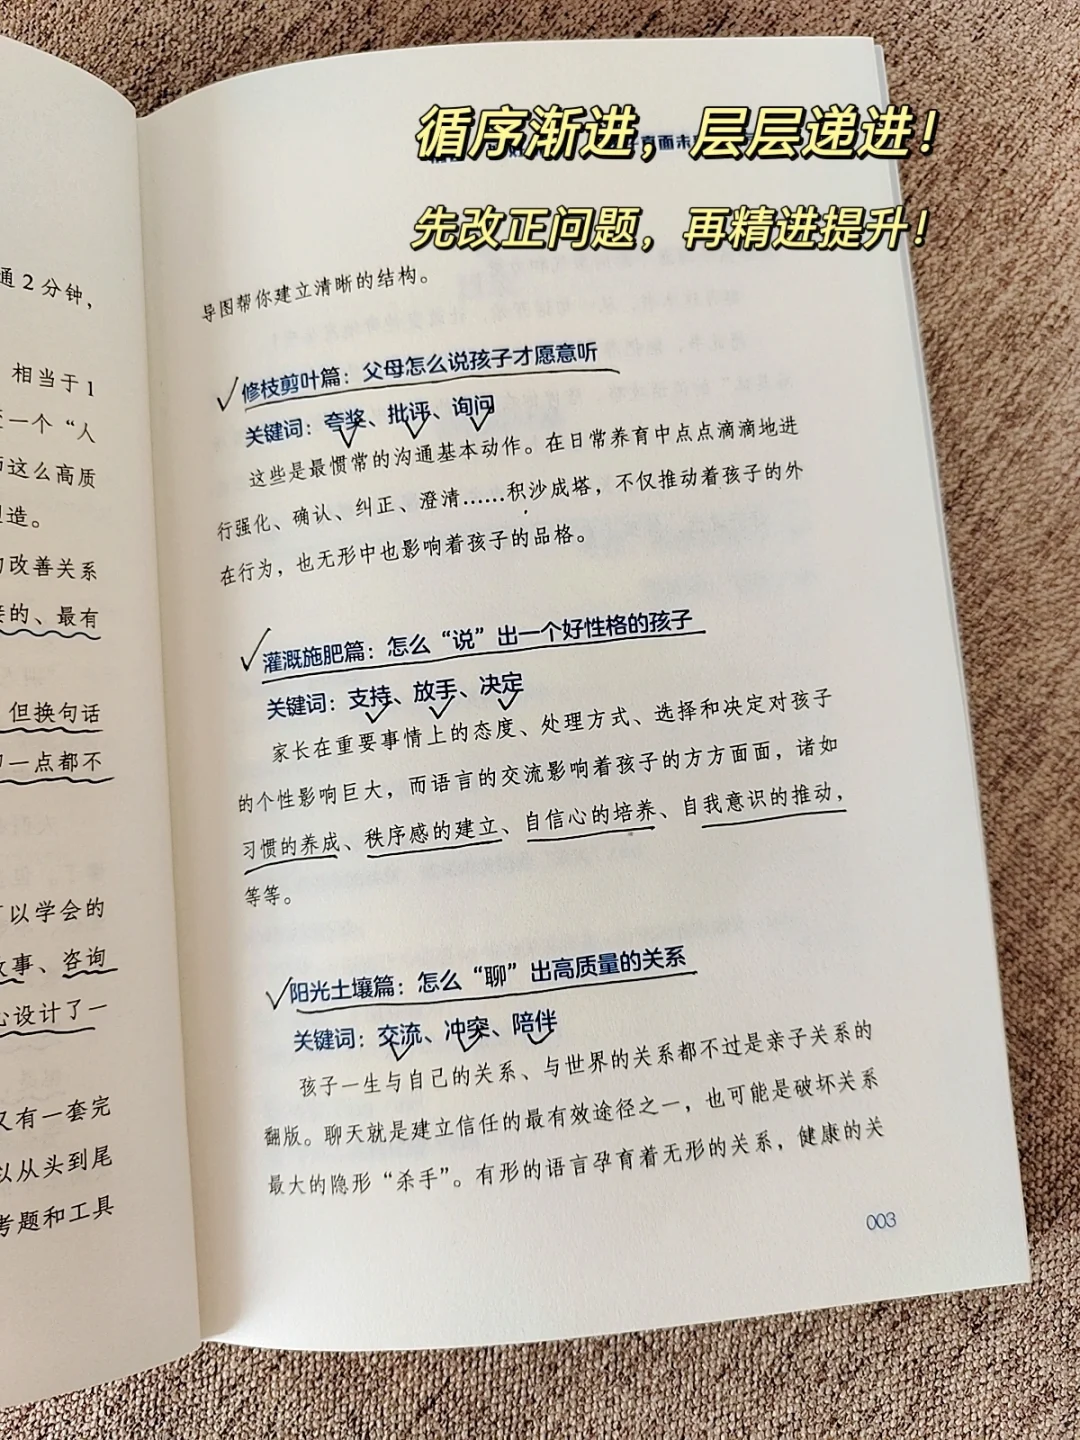 循序渐进，层层递进！
先改正问题，再精进提升！
通2分钟，
相当于1
一个“人
师这么高质
造。
改善关系
的、最有
但换句话
一点都不
以学会的
故事、咨询
心设计了一
又有一套完
以从头到尾
考题和工具
导图帮你建立清晰的结构。
修枝剪叶篇：父母怎么说孩子才愿意听
关键词：夸奖、批评、询问
这些是最惯常的沟通基本动作。在日常养育中点点滴滴地进
行强化、确认、纠正、澄清……积沙成塔，不仅推动着孩子的外
在行为，也无形中也影响着孩子的品格。
灌溉施肥篇：怎么“说”出一个好性格的孩子
关键词：支持、放手、决定
家长在重要事情上的态度、处理方式、选择和决定对孩子
的个性影响巨大，而语言的交流影响着孩子的方方面面，诸如
习惯的养成、秩序感的建立、自信心的培养、自我意识的推动，
等等。
阳光土壤篇：怎么“聊”出高质量的关系
关键词：交流、冲突、陪伴
孩子一生与自己的关系、与世界的关系都不过是亲子关系的
翻版。聊天就是建立信任的最有效途径之一，也可能是破坏关系
最大的隐形“杀手”。有形的语言孕育着无形的关系，健康的关
003